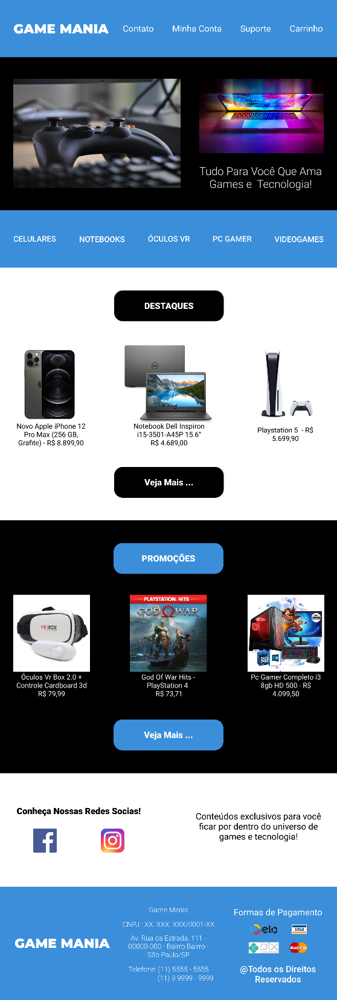 GAME MANIA
Contato
Minha Conta
Suporte
Carrinho
Tudo Para Você Que Ama
Games e Tecnologia!
CELULARES
NOTEBOOKS
ÓCULOS VR
PC GAMER
VIDEOGAMES
DESTAQUES
Novo Apple iPhone 12
Pro Max (256 GB,
Grafite) - R$ 8.899,90
Notebook Dell Inspiron
i15-3501-A45P 15.6"
R$ 4.689,00
Playstation 5 - R$
5.699,90
Veja Mais ...
PROMOÇÕES
VR BOX
Óculos Vr Box 2.0 +
Controle Cardboard 3d
R$ 79,99
PLAYSTATION. HITS
GOD OF WAR
God Of War Hits -
PlayStation 4
R$ 73,71
Pc Gamer Completo i3
8gb HD 500 - R$
4.099,50
Veja Mais ...
Conheça Nossas Redes Socias!
Conteúdos exclusivos para você
ficar por dentro do universo de
games e tecnologia!
GAME MANIA
Game Mania
CNPJ : XX. XXX. XXX/0001-XX
Av. Rua da Estrada, 111 -
00000-000 - Bairro Bairro -
São Paulo/SP
Telefone: (11) 5555 - 5555
(11) 9 9999 - 9999
Formas de Pagamento
elo
VISA
pix
MasterCard
@Todos os Direitos
Reservados